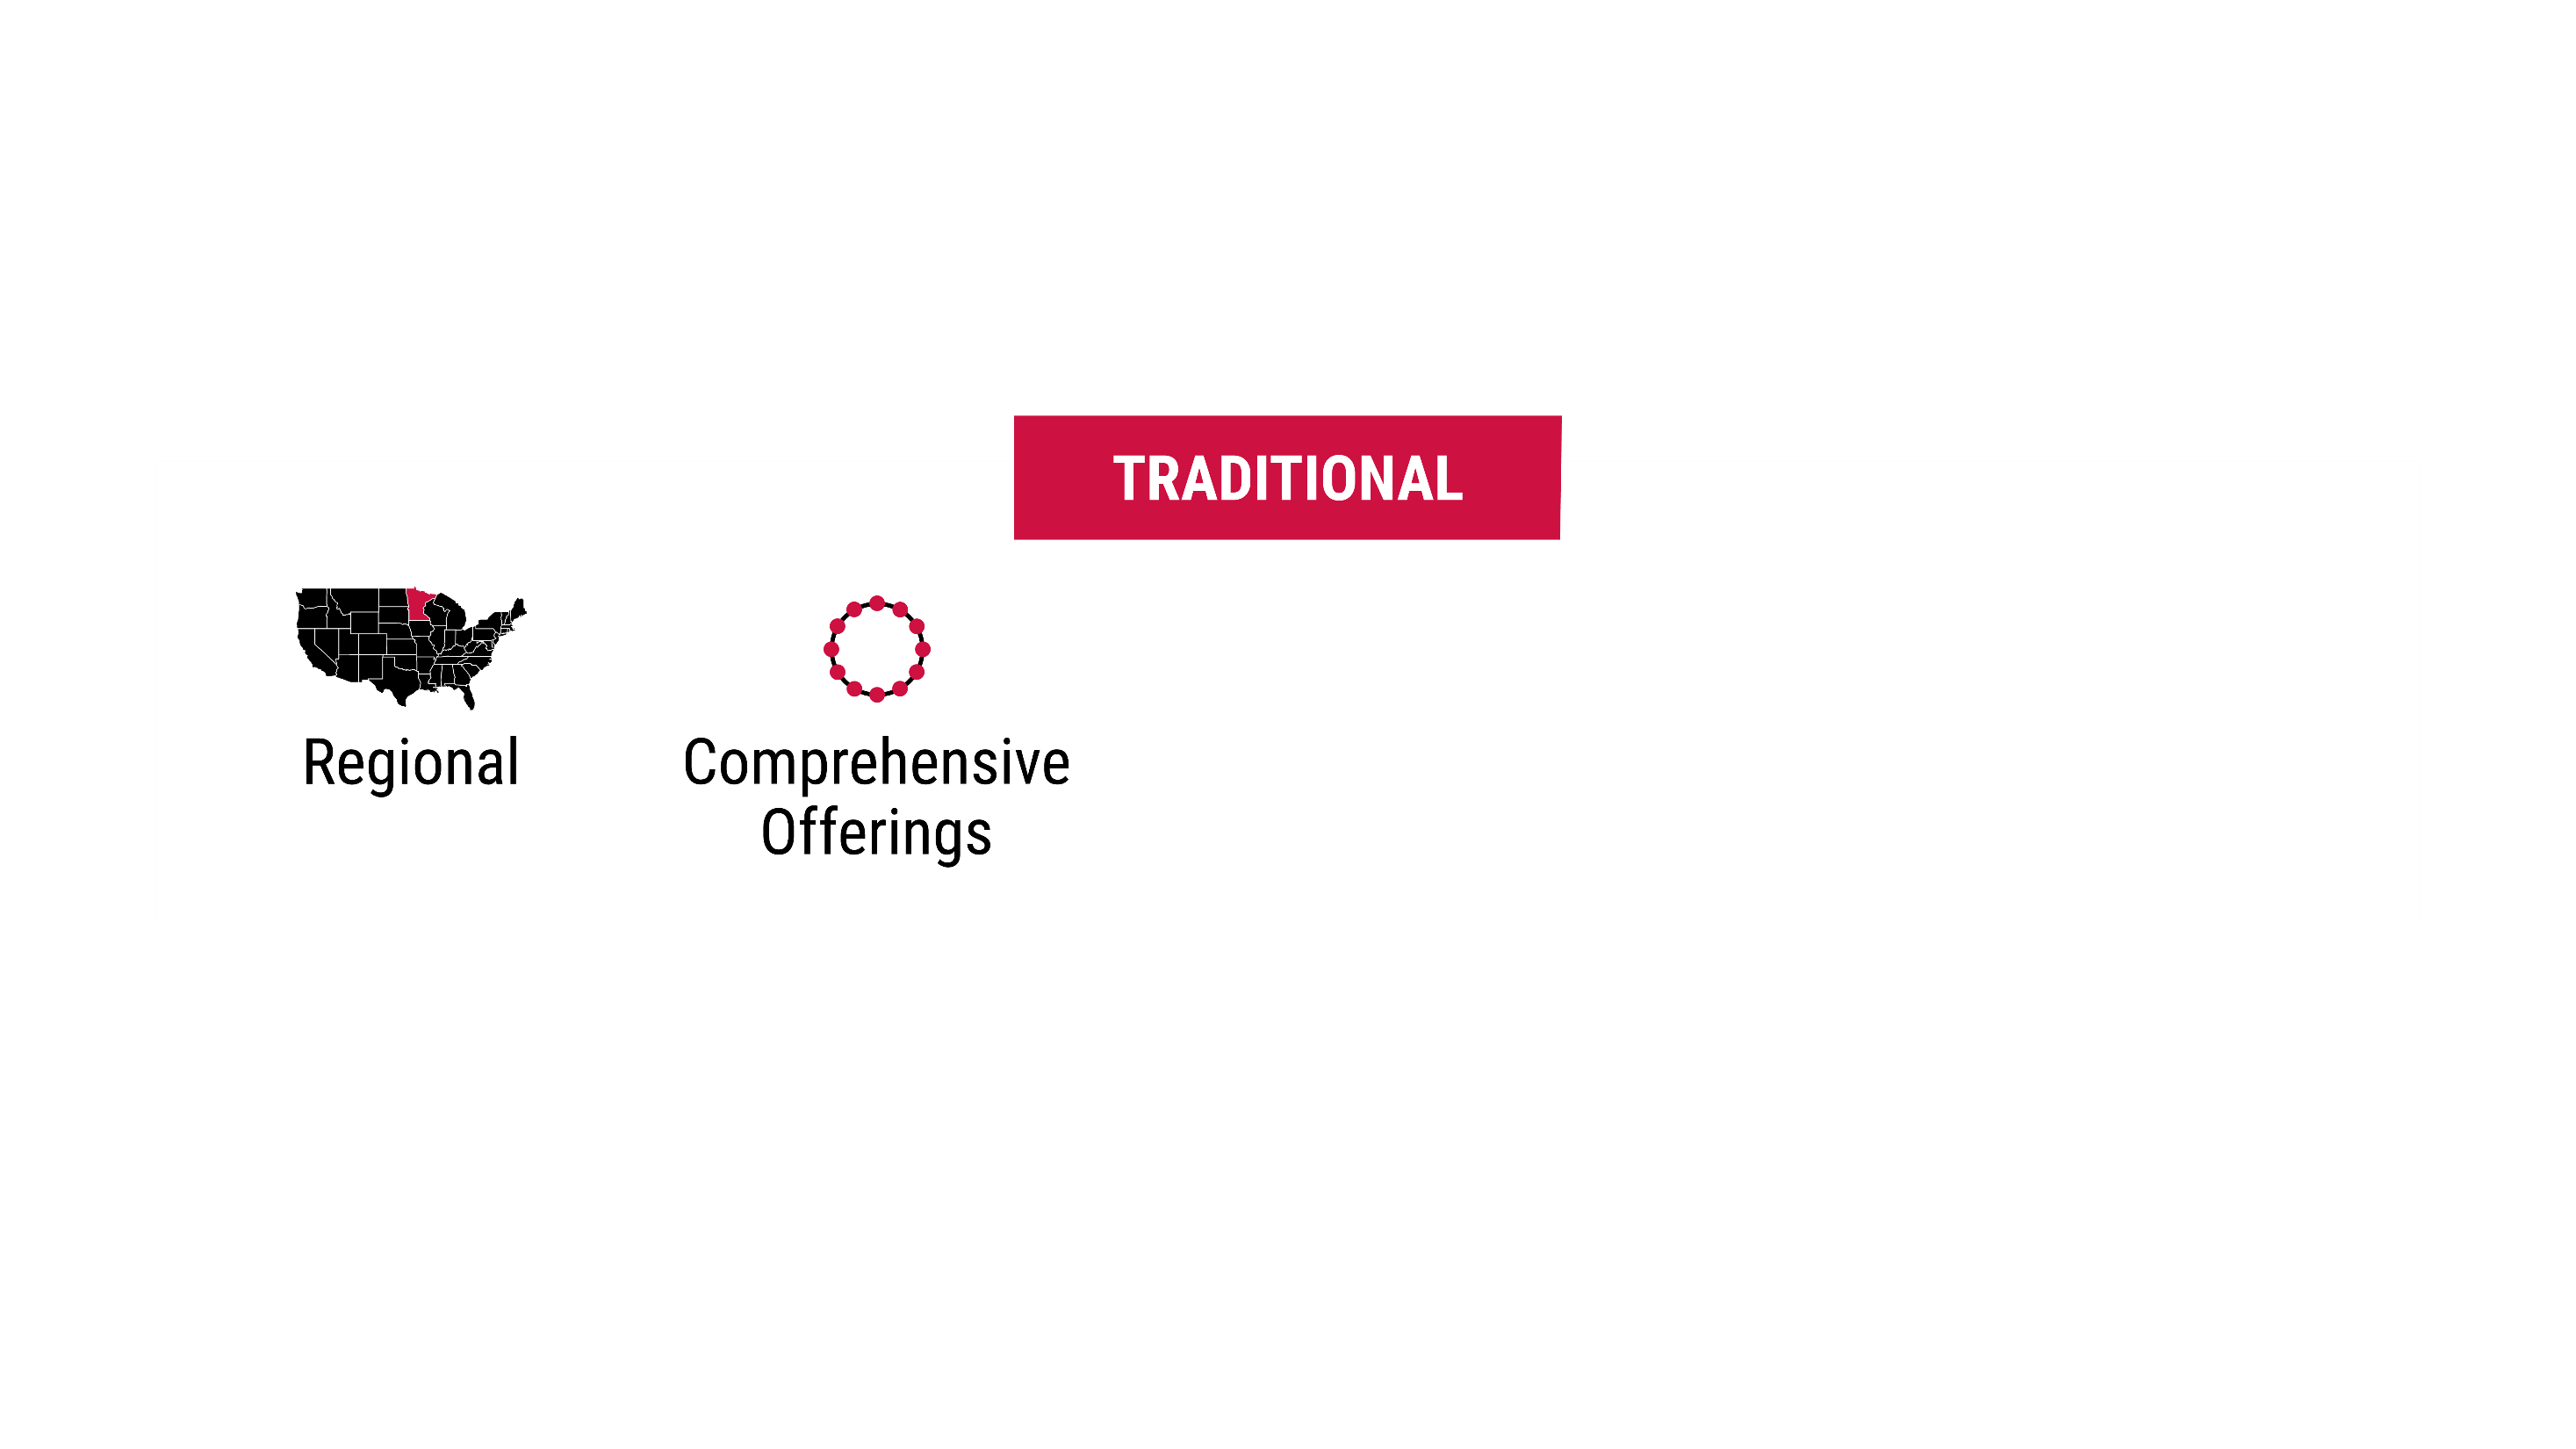 TRADITIONAL
Regional
Comprehensive
Offerings